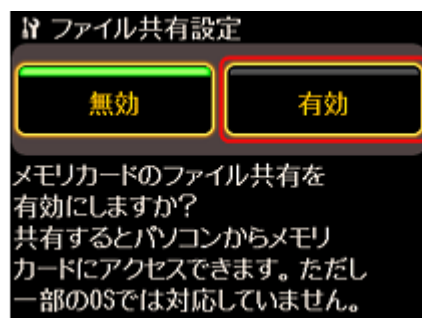 ファイル共有設定
無効
有効
メモリカードのファイル共有を
有効にしますか?
共有するとパソコンからメモリ
カードにアクセスできます。ただし
一部のOSでは対応していません。